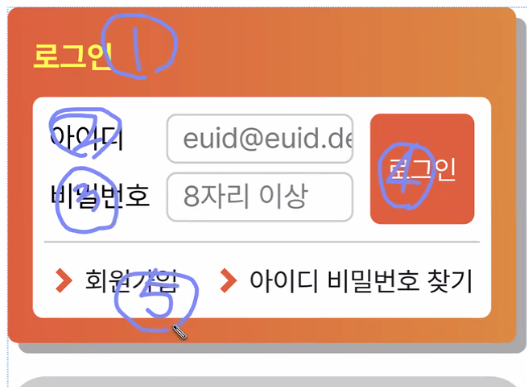 로그인 1
아이디 2 euid@euid.de
비밀번호 3 8자리 이상
로그인 4
회원가입 5 아이디 비밀번호 찾기